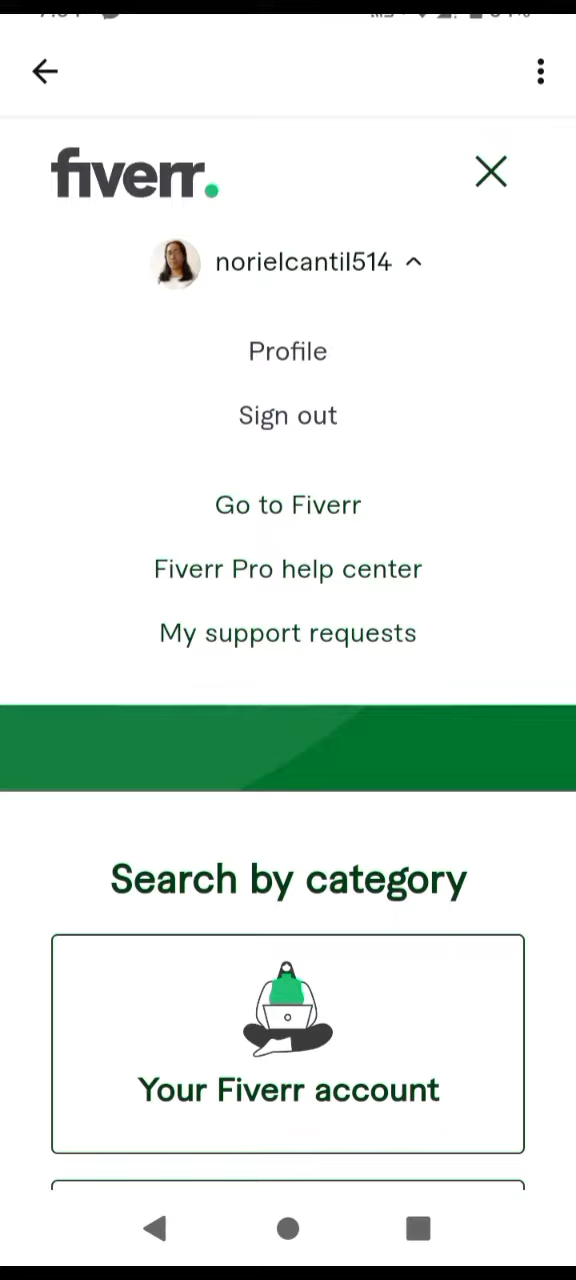 fiverr.
norielcantil514
Profile
Sign out
Go to Fiverr
Fiverr Pro help center
My support requests
Search by category
Your Fiverr account